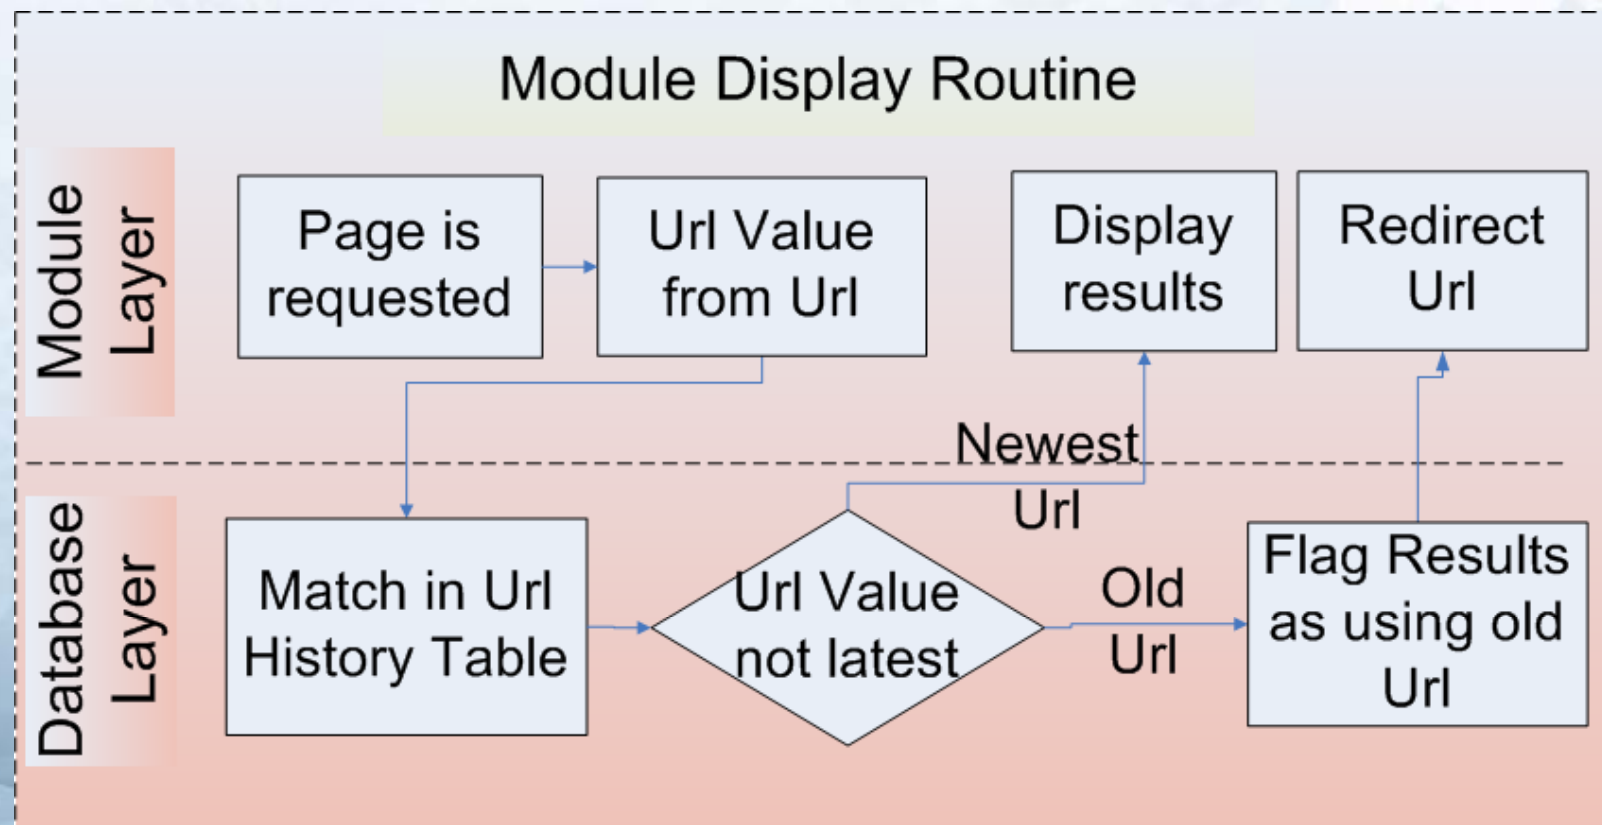 Module Display Routine
Module
Layer
Page is
requested
Url Value
from Url
Display
results
Redirect
Url
Newest
Url
Database
Layer
Match in Url
History Table
Url Value
not latest
Old
Url
Flag Results
as using old
Url